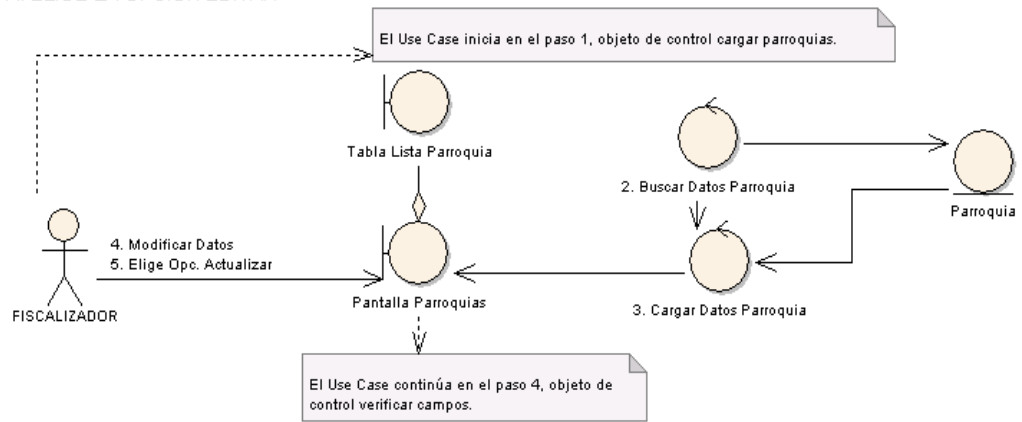 El Use Case inicia en el paso 1, objeto de control cargar parroquias.
Tabla Lista Parroquia
2. Buscar Datos Parroquia
Parroquia
4. Modificar Datos
5. Elige Opc. Actualizar
FISCALIZADOR
Pantalla Parroquias
3. Cargar Datos Parroquia
El Use Case continúa en el paso 4, objeto de
control verificar campos.